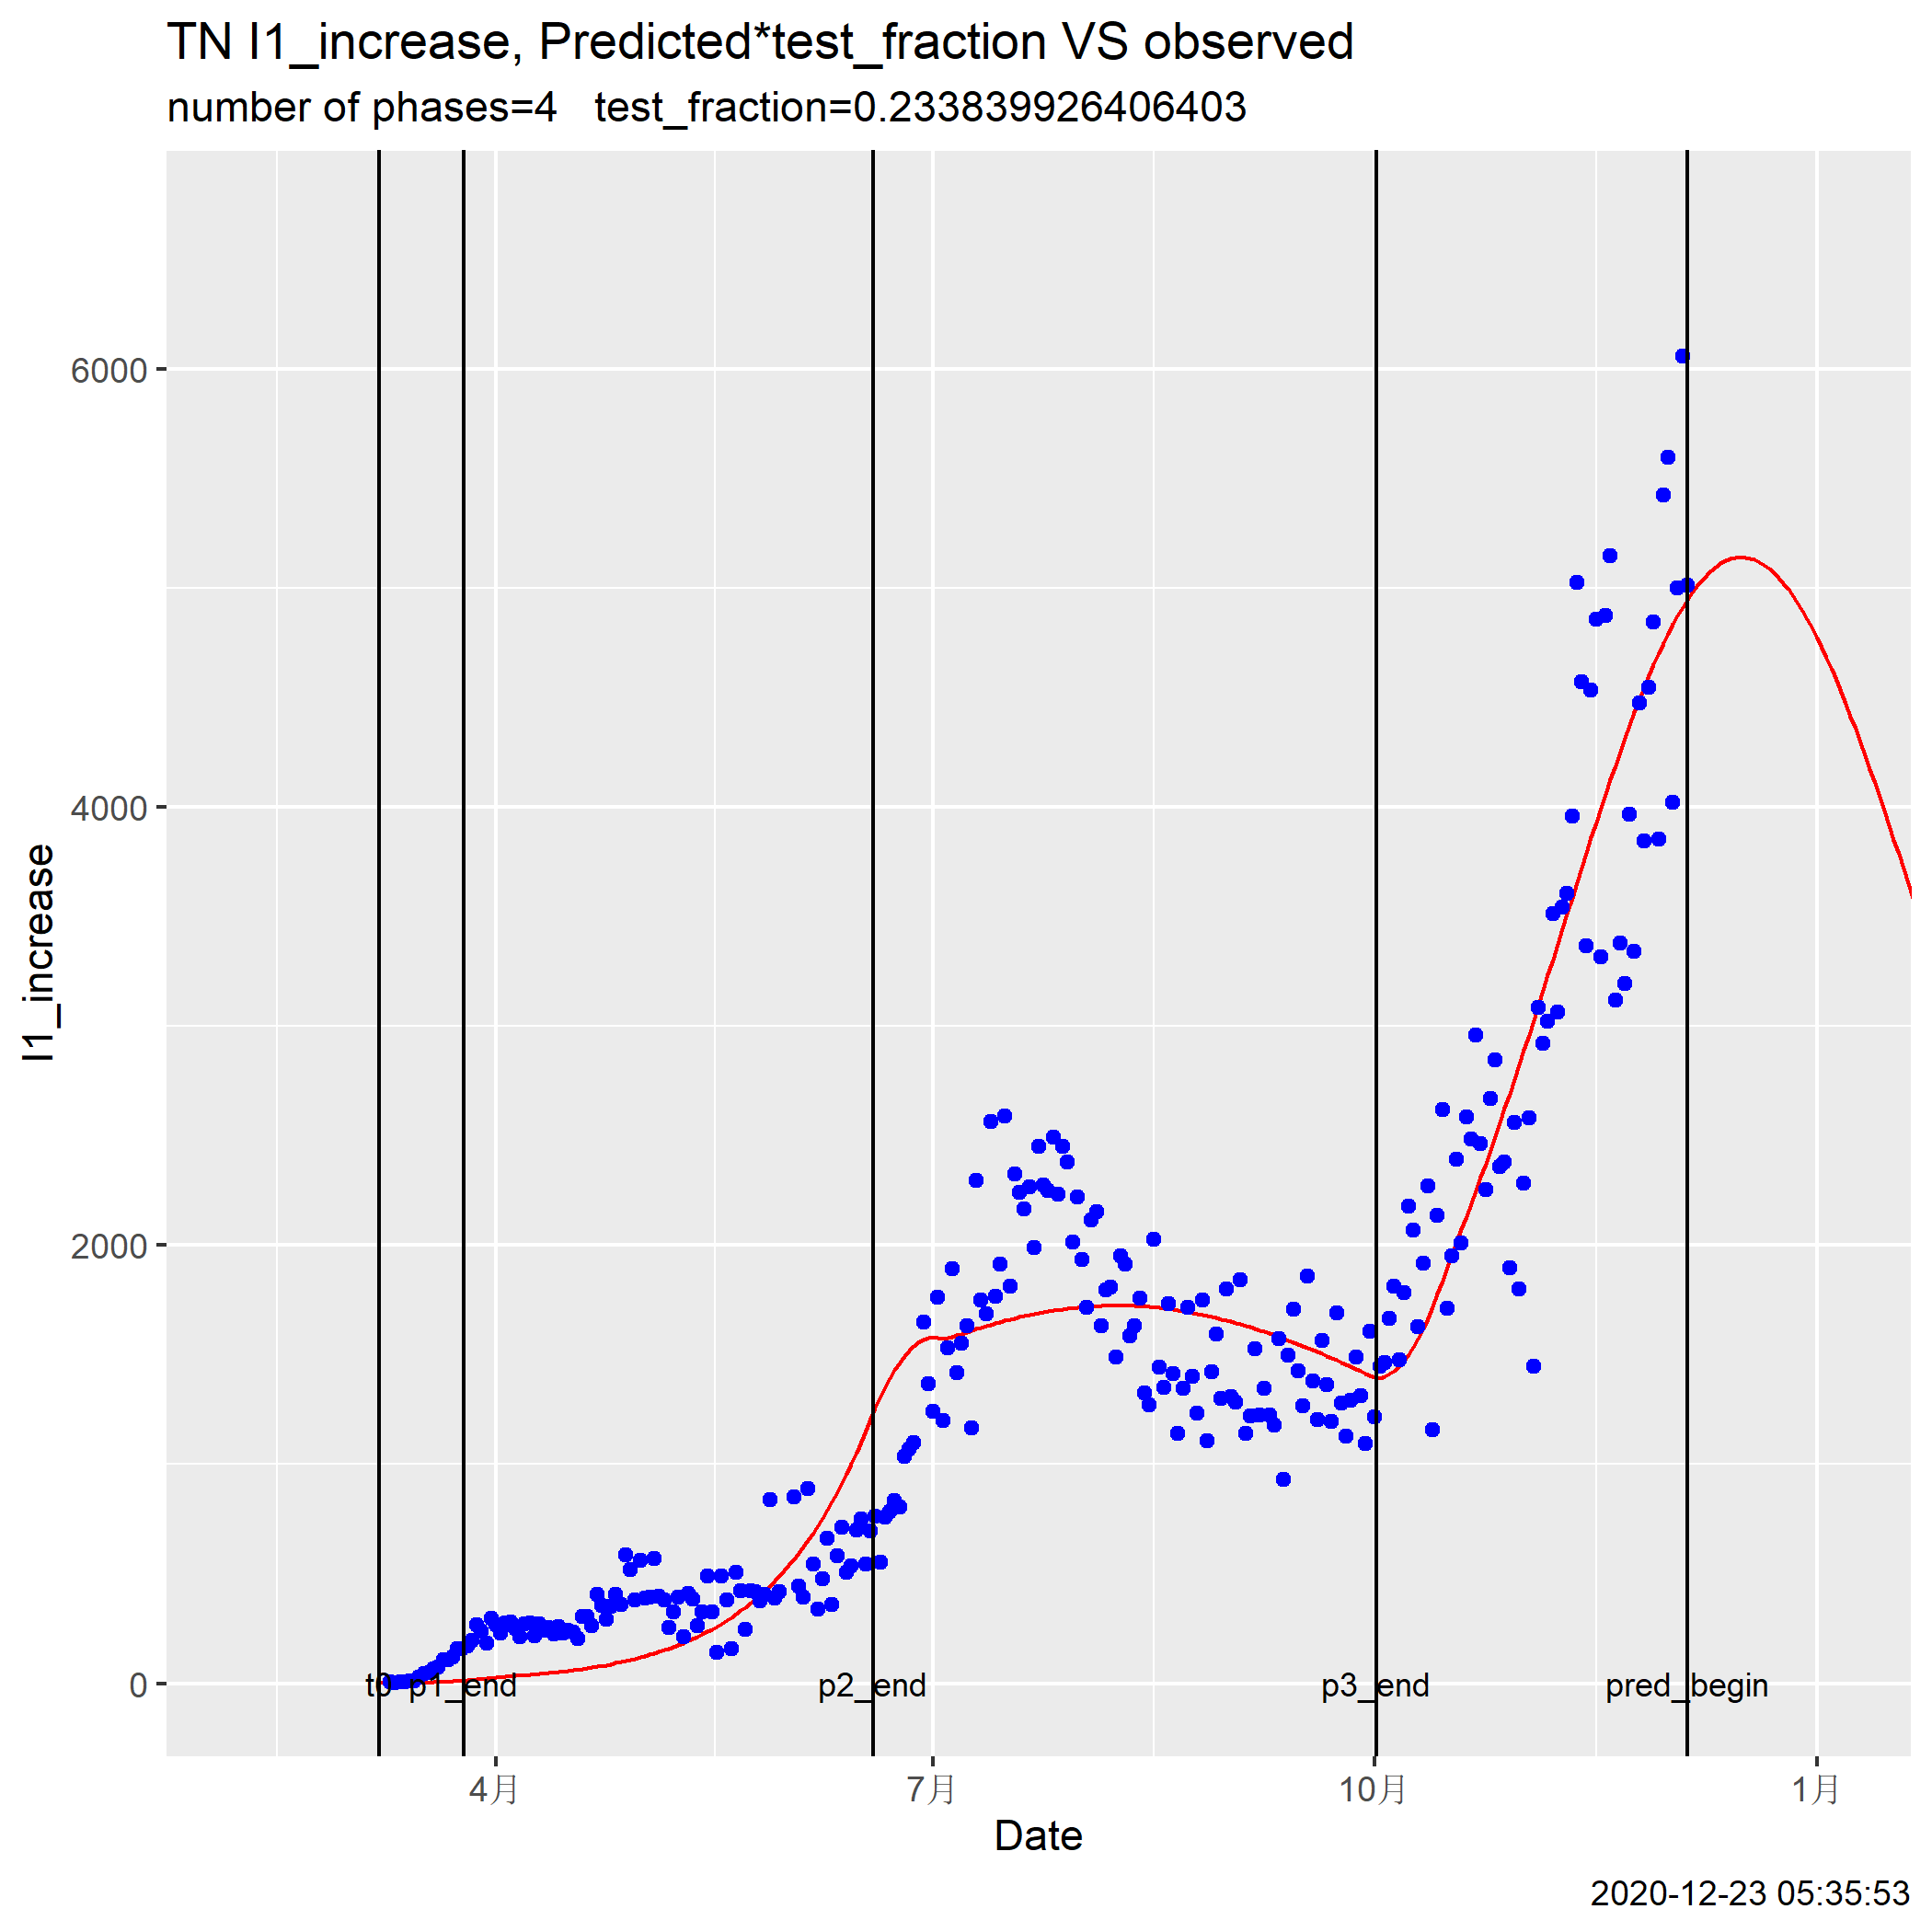 TN I1_increase, Predicted*test_fraction VS observed
number of phases=4 test_fraction=0.233839926406403
6000
4000
2000
0
I1_increase
t0 p1_end p2_end p3_end pred_begin
4月 7月 10月 1月
Date
2020-12-23 05:35:53